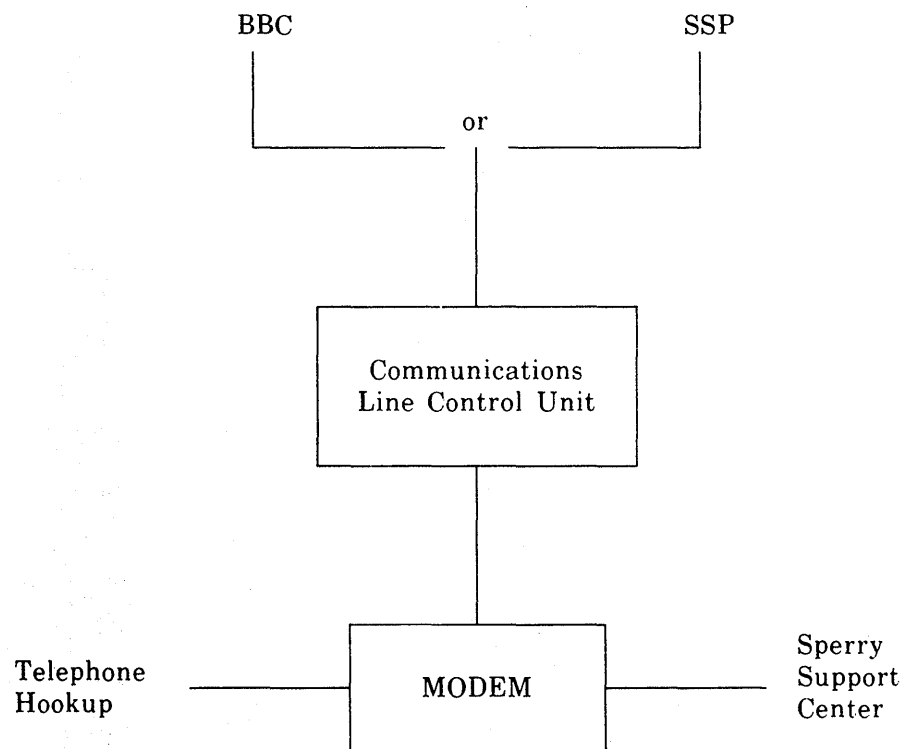 BBC
SSP
or
Communications
Line Control Unit
Telephone
Hookup
MODEM
Sperry
Support
Center